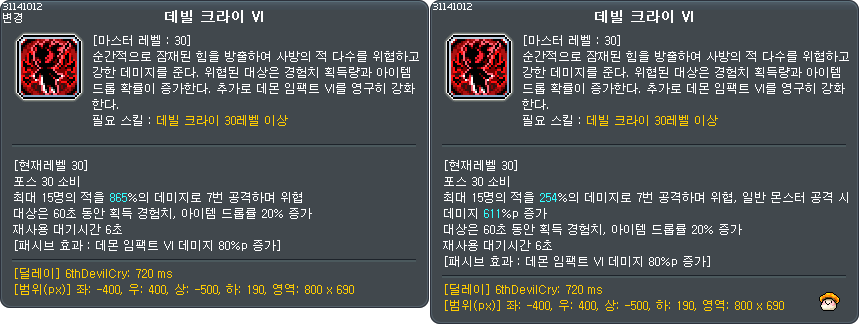 31141012
변경
데빌 크라이 VI
[마스터 레벨 : 30]
순간적으로 잠재된 힘을 방출하여 사방의 적 다수를 위협하고
강한 데미지를 준다. 위협된 대상은 경험치 획득량과 아이템
드롭 확률이 증가한다. 추가로 데몬 임팩트 VI를 영구히 강화
한다.
필요 스킬 : 데빌 크라이 30레벨 이상
[현재레벨 30]
포스 30 소비
최대 15명의 적을 865%의 데미지로 7번 공격하며 위협
대상은 60초 동안 획득 경험치, 아이템 드롭률 20% 증가
재사용 대기시간 6초
[패시브 효과 : 데몬 임팩트 VI 데미지 80%p 증가]
[딜레이] 6thDevilCry: 720 ms
[범위(px)] 좌: -400, 우: 400, 상: -500, 하: 190, 영역: 800 x 690
31141012
데빌 크라이 VI
[마스터 레벨 : 30]
순간적으로 잠재된 힘을 방출하여 사방의 적 다수를 위협하고
강한 데미지를 준다. 위협된 대상은 경험치 획득량과 아이템
드롭 확률이 증가한다. 추가로 데몬 임팩트 VI를 영구히 강화
한다.
필요 스킬 : 데빌 크라이 30레벨 이상
[현재레벨 30]
포스 30 소비
최대 15명의 적을 254%의 데미지로 7번 공격하며 위협, 일반 몬스터 공격 시
데미지 611%p 증가
대상은 60초 동안 획득 경험치, 아이템 드롭률 20% 증가
재사용 대기시간 6초
[패시브 효과 : 데몬 임팩트 VI 데미지 80%p 증가]
[딜레이] 6thDevilCry: 720 ms
[범위(px)] 좌: -400, 우: 400, 상: -500, 하: 190, 영역: 800 x 690